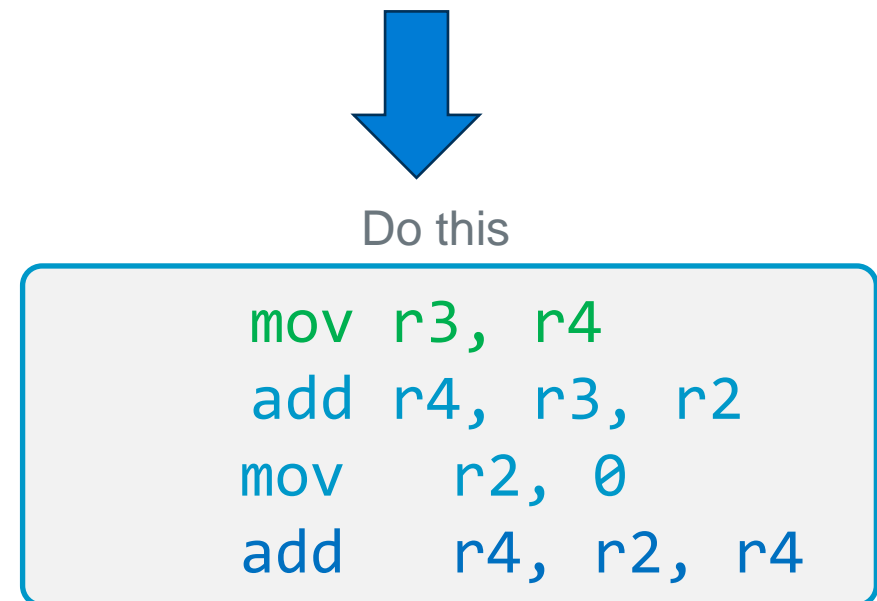 Do this
mov r3, r4
add r4, r3, r2
mov r2, 0
add r4, r2, r4